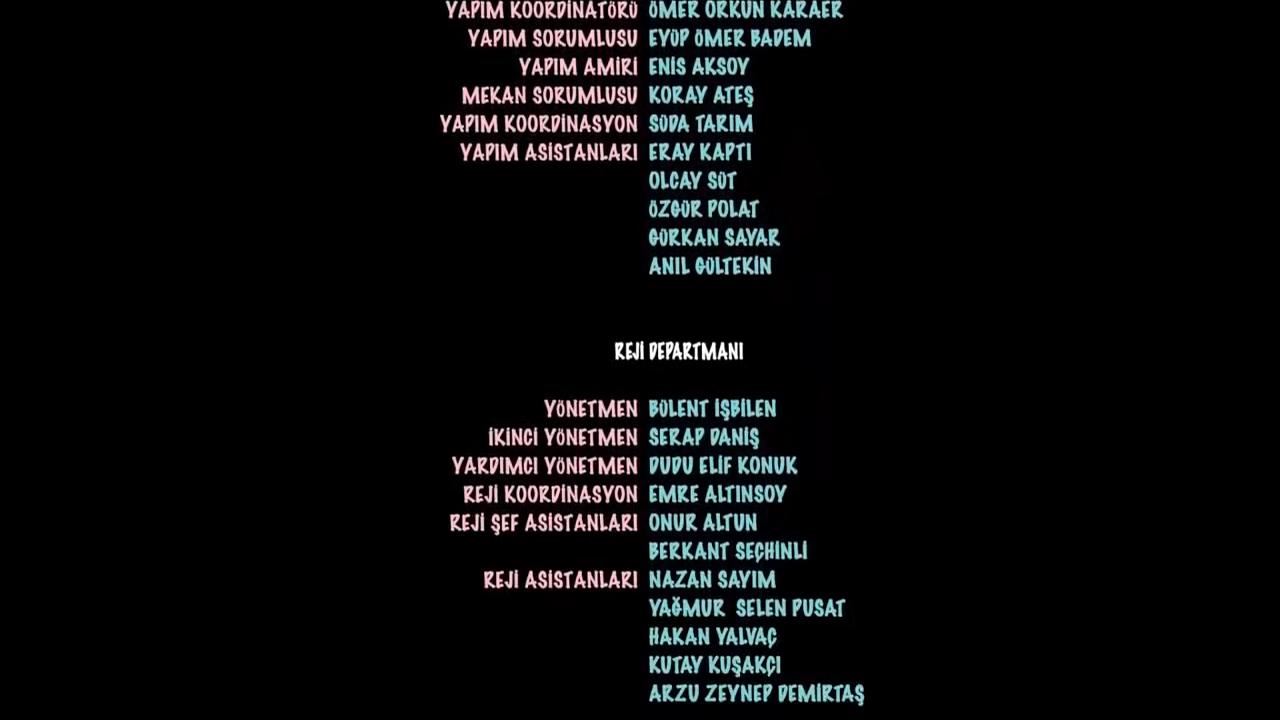 YAPIM KOORDİNATÖRÜ ÖMER ORKUN KARAER
YAPIM SORUMLUSU EYÜP ÖMER BADEM
YAPIM AMİRİ ENİS AKSOY
MEKAN SORUMLUSU KORAY ATEŞ
YAPIM KOORDİNASYON SÜDA TARIM
YAPIM ASİSTANLARI ERAY KAPTI
OLCAY SÜT
ÖZGÜR POLAT
GÜRKAN SAYAR
ANIL GÜLTEKİN
REJİ DEPARTMANI
YÖNETMEN BÜLENT İŞBİLEN
İKİNCİ YÖNETMEN SERAP DANİŞ
YARDIMCI YÖNETMEN DUDU ELİF KONUK
REJİ KOORDİNASYON EMRE ALTINSOY
REJİ ŞEF ASİSTANLARI ONUR ALTUN
BERKANT SEÇHİNLİ
REJİ ASİSTANLARI NAZAN SAYIM
YAĞMUR  SELEN PUSAT
HAKAN YALVAÇ
KUTAY KUŞAKÇI
ARZU ZEYNEP DEMİRTAŞ